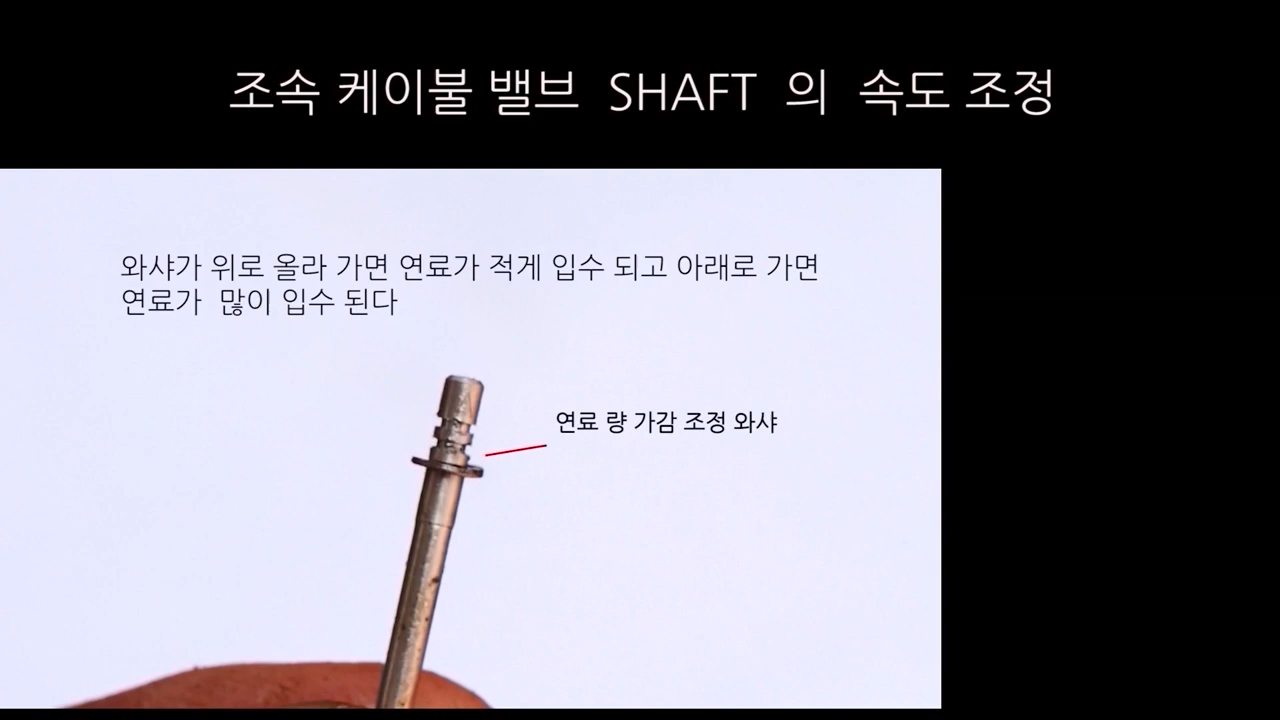 조속 케이불 밸브 SHAFT 의 속도 조정
와샤가 위로 올라 가면 연료가 적게 입수 되고 아래로 가면
연료가 많이 입수 된다
연료 량 가감 조정 와샤